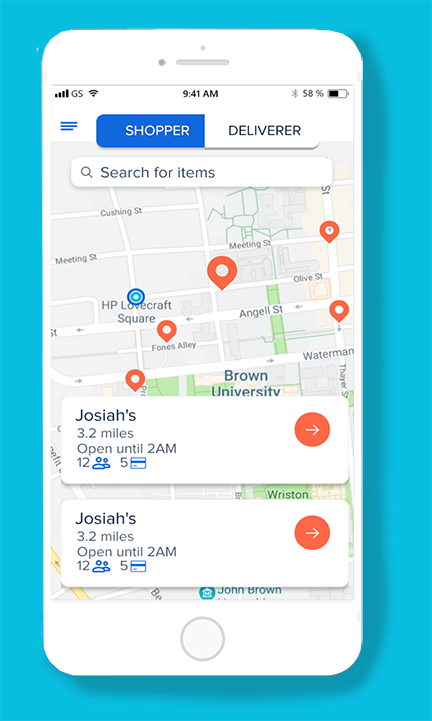 GS
9:41 AM
58 %
SHOPPER
DELIVERER
Search for items
Cushing St
Meeting St
Meeting St
Olive St
HP Lovecraft
Square
Angell St
St
Fones Alley
Waterman
Thayer St
Brown
University
Josiah's
3.2 miles
Open until 2AM
12 5
Wriston
Josiah's
3.2 miles
Open until 2AM
12 5
John Brown